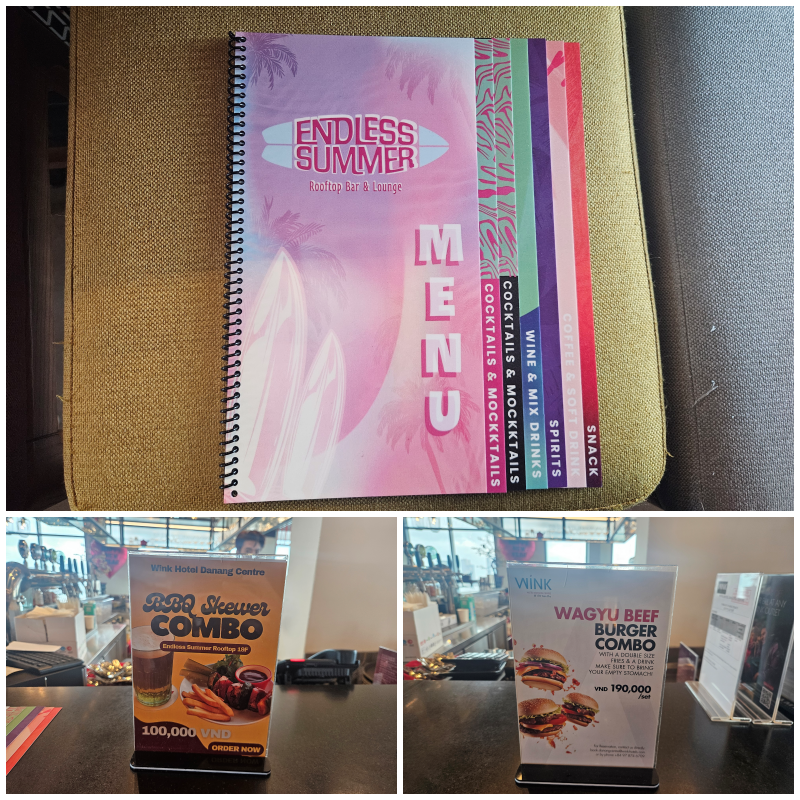 ENDLESS
SUMMER
Rooftop Bar & Lounge
MENU
COCKTAILS & MOCKKTAILS
COCKTAILS & MOCKKTAILS
WINE & MIX DRINKS
SPIRITS
COFFEE & SOFT DRINK
SNACK
Wink Hotel Danang Centre
BBQ Skewer
COMBO
Endless Summer Rooftop 19F
100,000 VND
ORDER NOW
WINK
WAGYU BEEF
BURGER
COMBO
WITH A DOUBLE SIZE
FRIES & A DRINK
MAKE SURE TO BRING
YOUR EMPTY STOMACH!
VND 190,000
/set